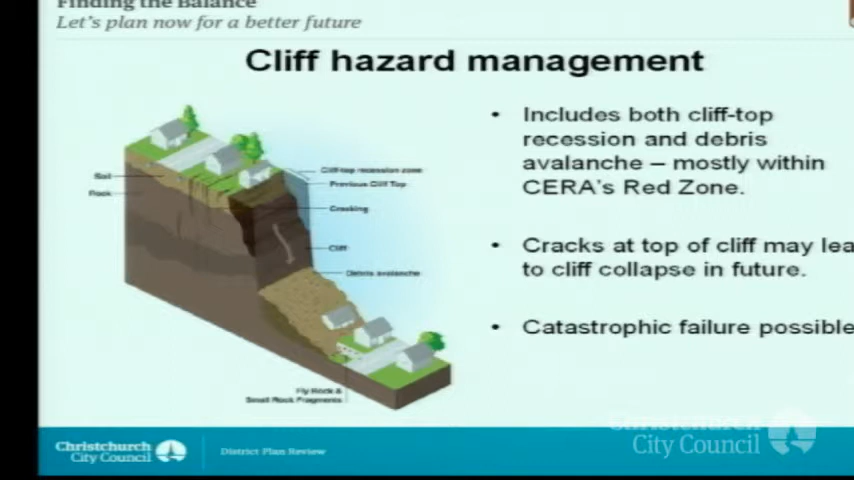 Finding the Balance
Let's plan now for a better future
Cliff hazard management
• Includes both cliff-top
recession and debris
avalanche – mostly within
CERA's Red Zone.
• Cracks at top of cliff may lea
to cliff collapse in future.
• Catastrophic failure possible
Soil
Rock
Cliff-top recession zone
Previous Cliff Top
Cracking
Cliff
Debris avalanche
Fly Rock &
Small Rock Fragments
Christchurch
City Council
District Plan Review
Christchurch
City Council